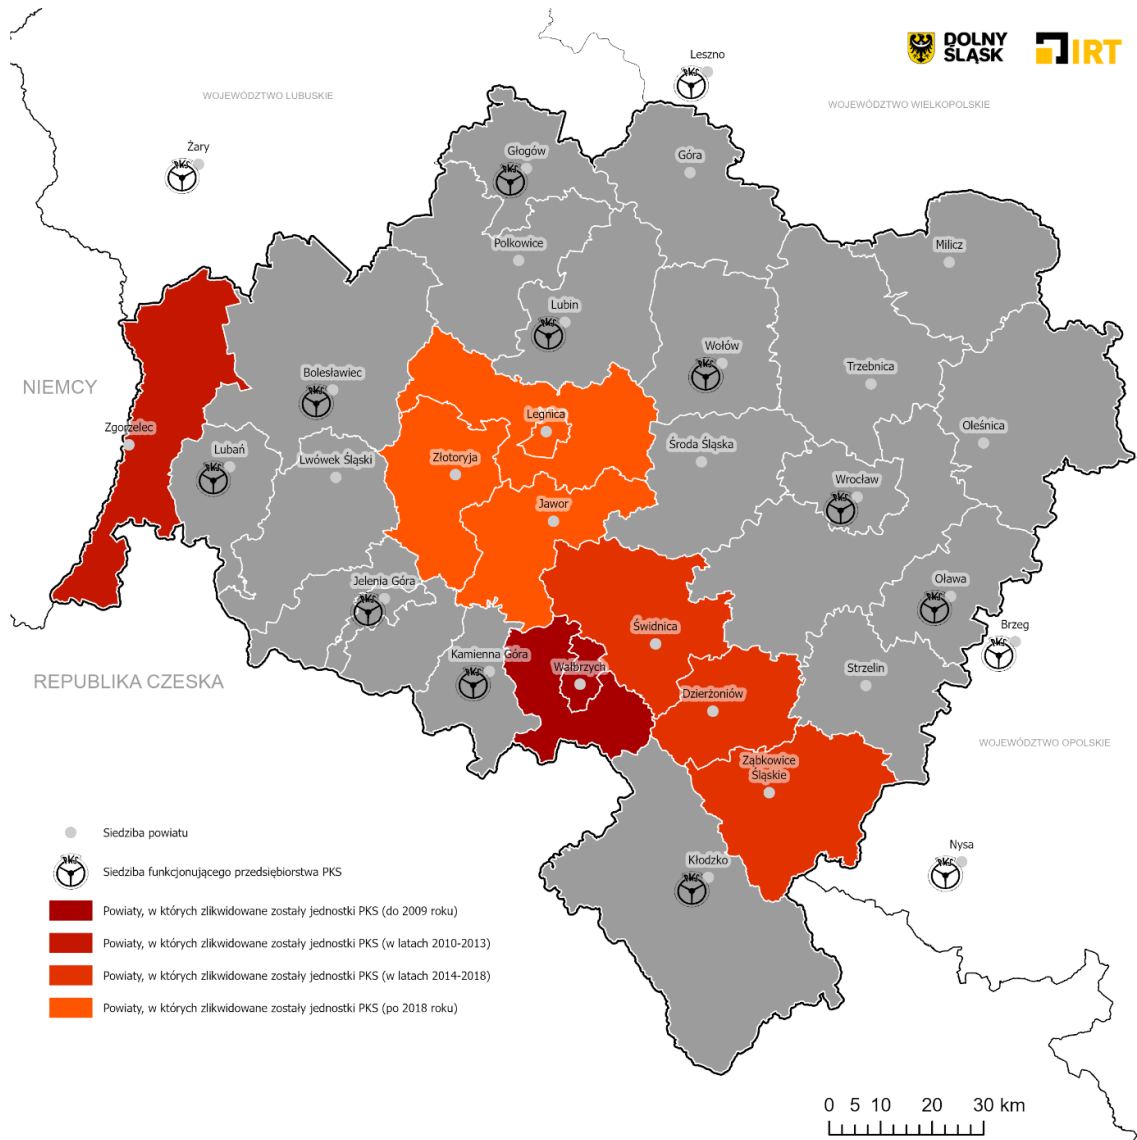 DOLNY
ŚLĄSK
IRT
Leszno
WOJEWÓDZTWO LUBUSKIE
WOJEWÓDZTWO WIELKOPOLSKIE
Żary
PKS
Głogów
Góra
Polkowice
Milicz
Lubin
Wołów
Trzebnica
Bolesławiec
NIEMCY
Legnica
Oleśnica
Zgorzelec
Lubań
Lwówek Śląski
Złotoryja
Środa Śląska
Wrocław
Jawor
Jelenia Góra
Oława
Brzeg
Świdnica
Kamienna Góra
Wałbrzych
Strzelin
REPUBLIKA CZESKA
Dzierżoniów
WOJEWÓDZTWO OPOLSKIE
Ząbkowice
Śląskie
Nysa
Kłodzko
Siedziba powiatu
Siedziba funkcjonującego przedsiębiorstwa PKS
Powiaty, w których zlikwidowane zostały jednostki PKS (do 2009 roku)
Powiaty, w których zlikwidowane zostały jednostki PKS (w latach 2010-2013)
Powiaty, w których zlikwidowane zostały jednostki PKS (w latach 2014-2018)
Powiaty, w których zlikwidowane zostały jednostki PKS (po 2018 roku)
0 5 10 20 30 km